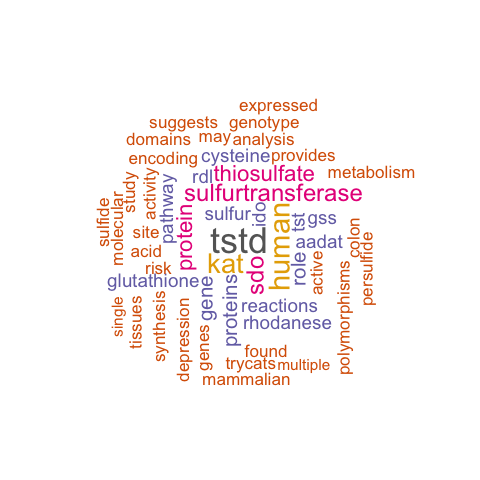 expressed
suggests
genotype
domains
may
analysis
encoding
cysteine
provides
rdl
thiosulfate
metabolism
sulfurtransferase
study
activity
pathway
protein
sulfur
ido
human
tst
gss
sulfide
molecular
site
tstd
aadat
colon
persulfide
acid
kat
sdo
role
active
risk
glutathione
gene
proteins
reactions
rhodanese
polymorphisms
single
tissues
synthesis
depression
genes
found
trycats
multiple
mammalian